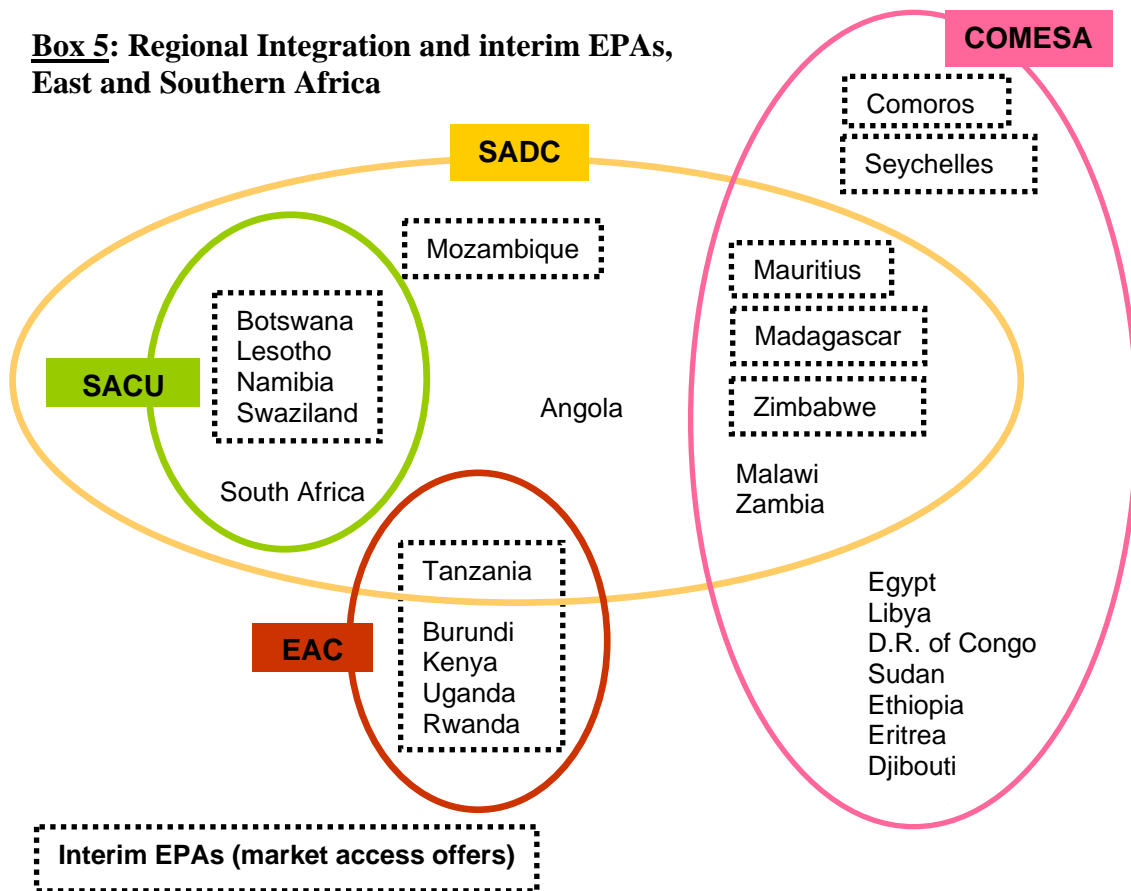 Box 5: Regional Integration and interim EPAs,
East and Southern Africa
COMESA
Comoros
Seychelles
SADC
Mozambique
Mauritius
Madagascar
Zimbabwe
Botswana
Lesotho
Namibia
Swaziland
SACU
Angola
South Africa
Malawi
Zambia
Tanzania
EAC
Burundi
Kenya
Uganda
Rwanda
Egypt
Libya
D.R. of Congo
Sudan
Ethiopia
Eritrea
Djibouti
Interim EPAs (market access offers)